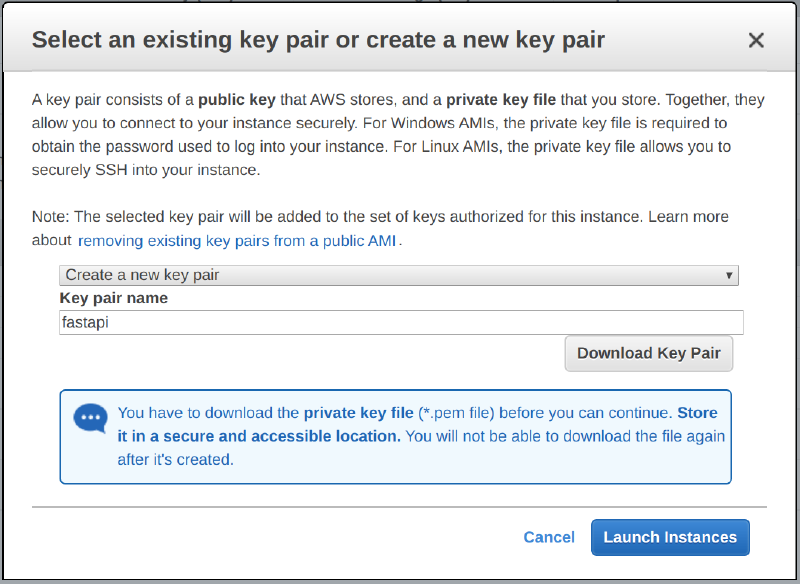 Select an existing key pair or create a new key pair
A key pair consists of a public key that AWS stores, and a private key file that you store. Together, they
allow you to connect to your instance securely. For Windows AMIs, the private key file is required to
obtain the password used to log into your instance. For Linux AMIs, the private key file allows you to
securely SSH into your instance.
Note: The selected key pair will be added to the set of keys authorized for this instance. Learn more
about removing existing key pairs from a public AMI.
Create a new key pair
Key pair name
fastapi
Download Key Pair
You have to download the private key file (*.pem file) before you can continue. Store
it in a secure and accessible location. You will not be able to download the file again
after it's created.
Cancel
Launch Instances